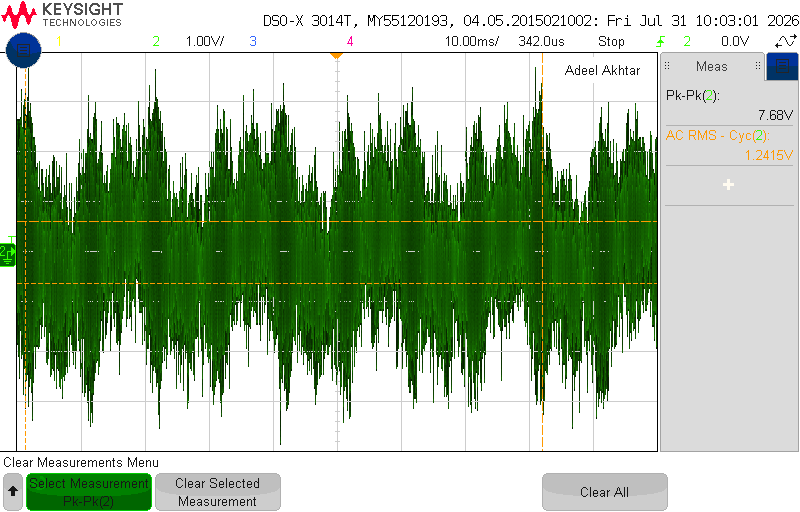 KEYSIGHT
TECHNOLOGIES
DSO-X 3014T, MY55120193, 04.05.2015021002: Fri Jul 31 10:03:01 2026
1 2 1.00V/ 3 4 10.00ms/ 342.0us Stop 2 0.0V
Adeel Akhtar
Meas
Pk-Pk(2):
7.68V
AC RMS - Cyc(2):
1.2415V
T
2
Clear Measurements Menu
Select Measurement
Pk-Pk(2)
Clear Selected
Measurement
Clear All